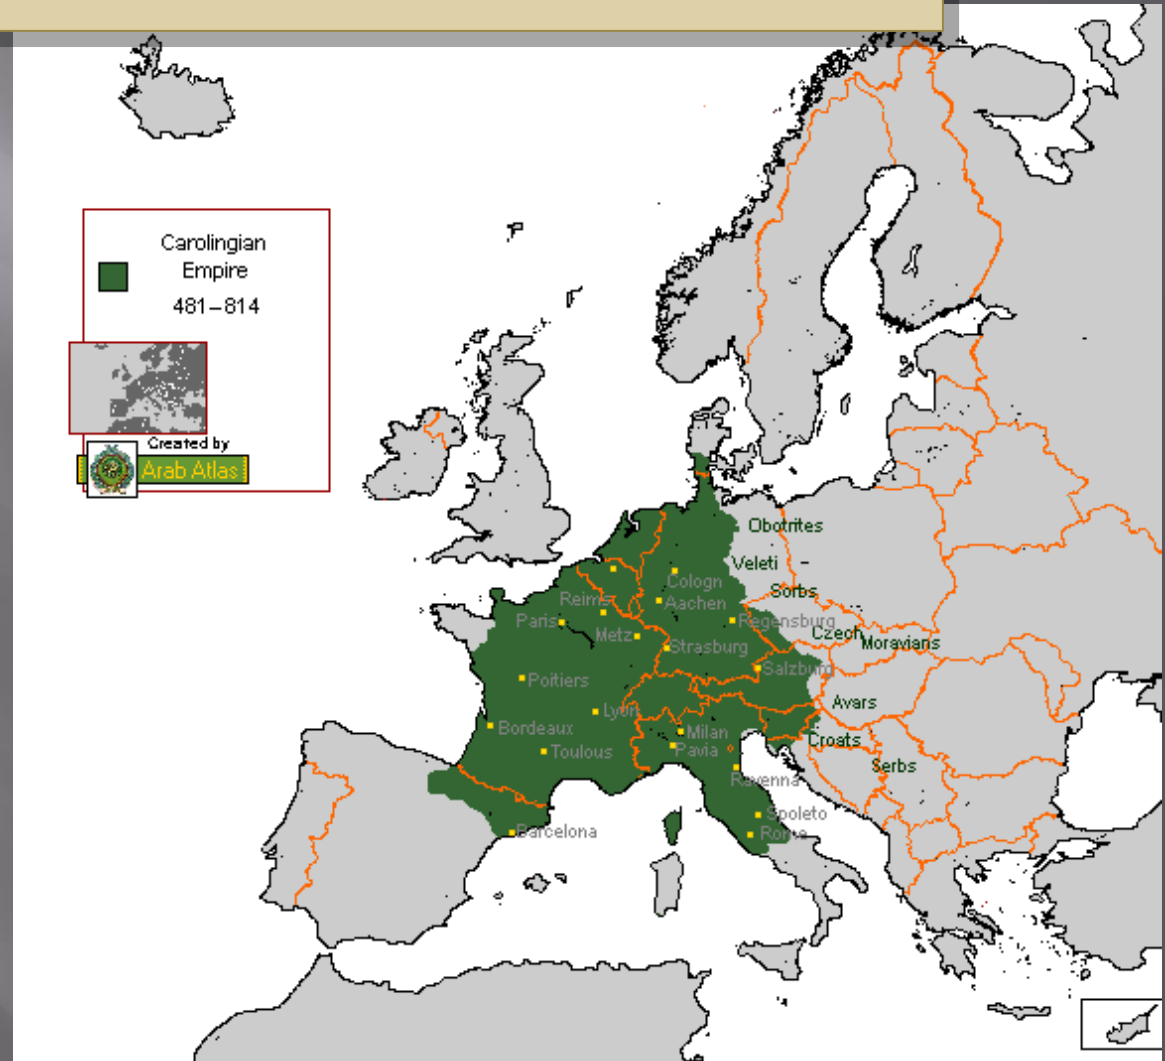 Carolingian
Empire
481–814
Created by
Arab Atlas
Obotrites
Veleti
Cologn
Sorbs
Reims
Aachen
Paris
Regensburg
Metz
Czech
Moravians
Strasburg
Salzburg
Poitiers
Avars
Lyon
Bordeaux
Milan
Croats
Toulous
Pavia
Serbs
Ravenna
Spoleto
Barcelona
Rome